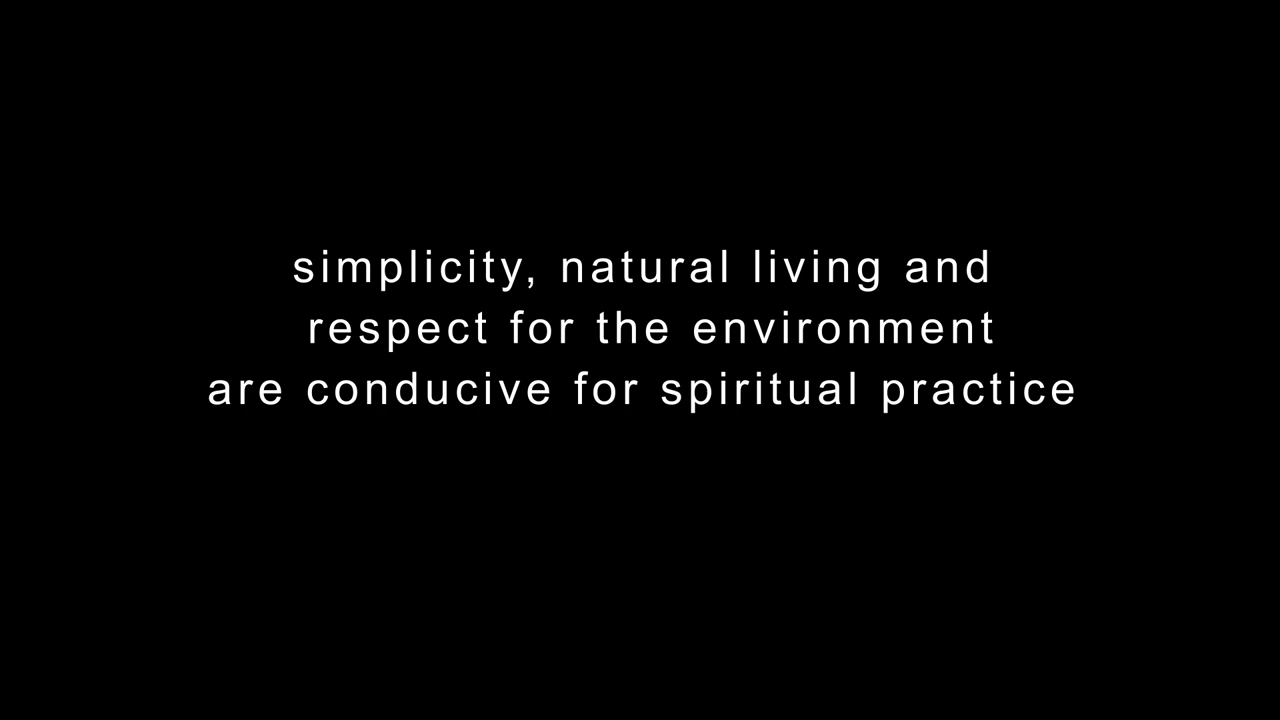 simplicity, natural living and
respect for the environment
are conducive for spiritual practice